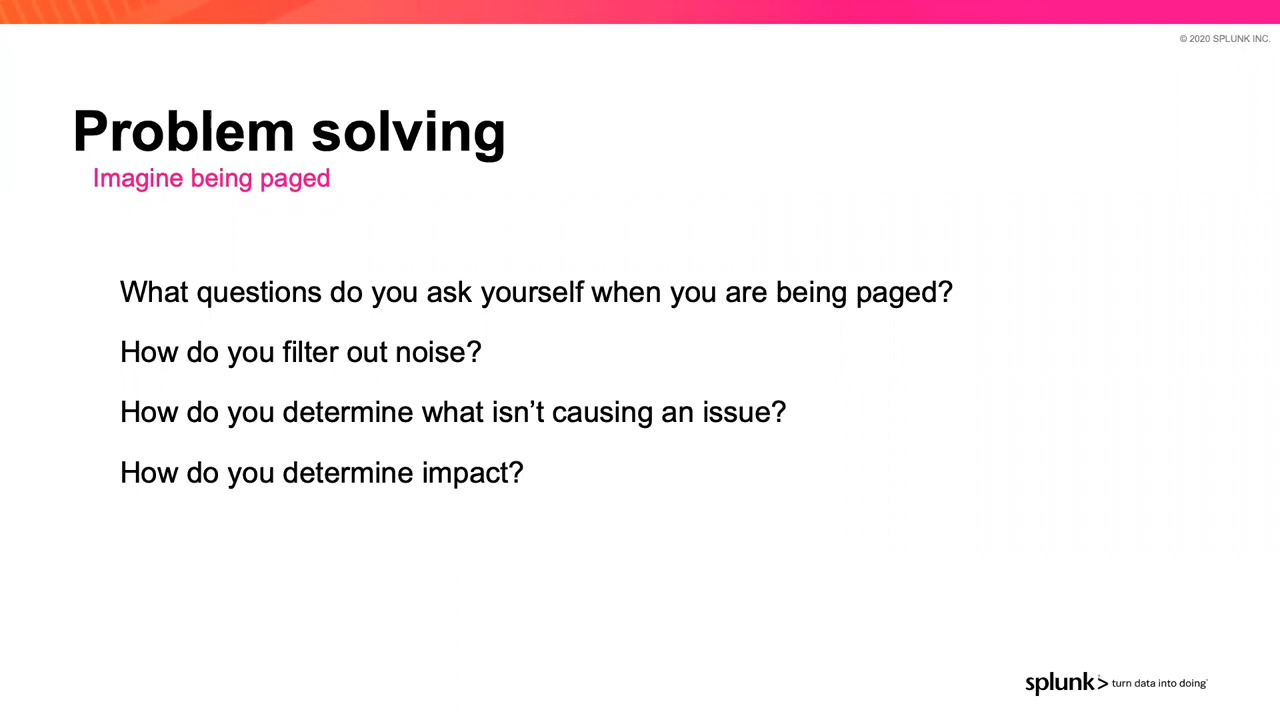 © 2020 SPLUNK INC.
Problem solving
Imagine being paged
What questions do you ask yourself when you are being paged?
How do you filter out noise?
How do you determine what isn’t causing an issue?
How do you determine impact?
splunk> turn data into doing®